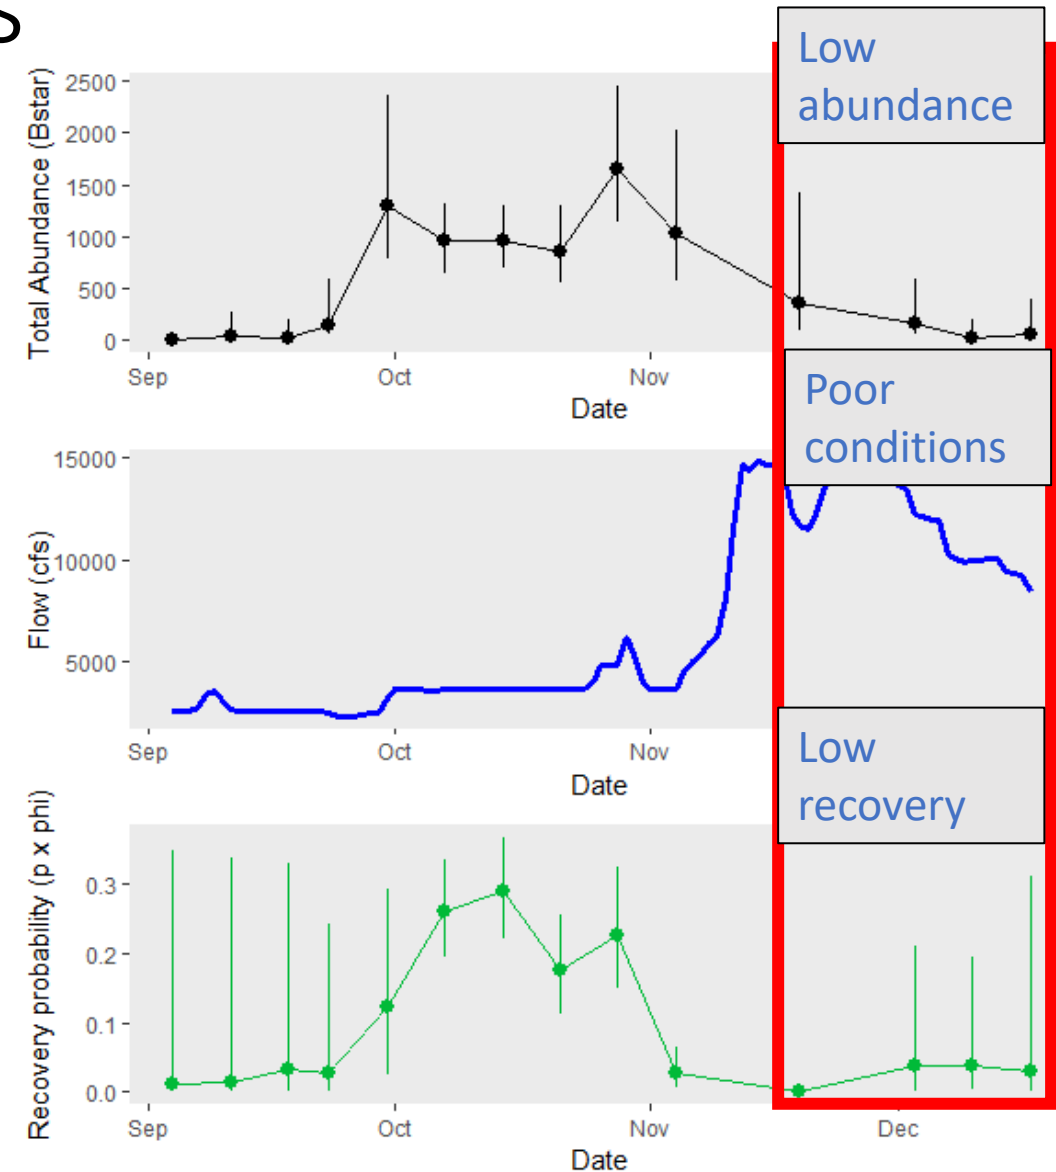 s
Low
abundance
Total Abundance (Bstar)
2500
2000
1500
1000
500
0
Sep
Oct
Nov
Date
Poor
conditions
Flow (cfs)
15000
10000
5000
Sep
Oct
Nov
Date
Low
recovery
Recovery probability (p x phi)
0.3
0.2
0.1
0.0
Sep
Oct
Nov
Dec
Date